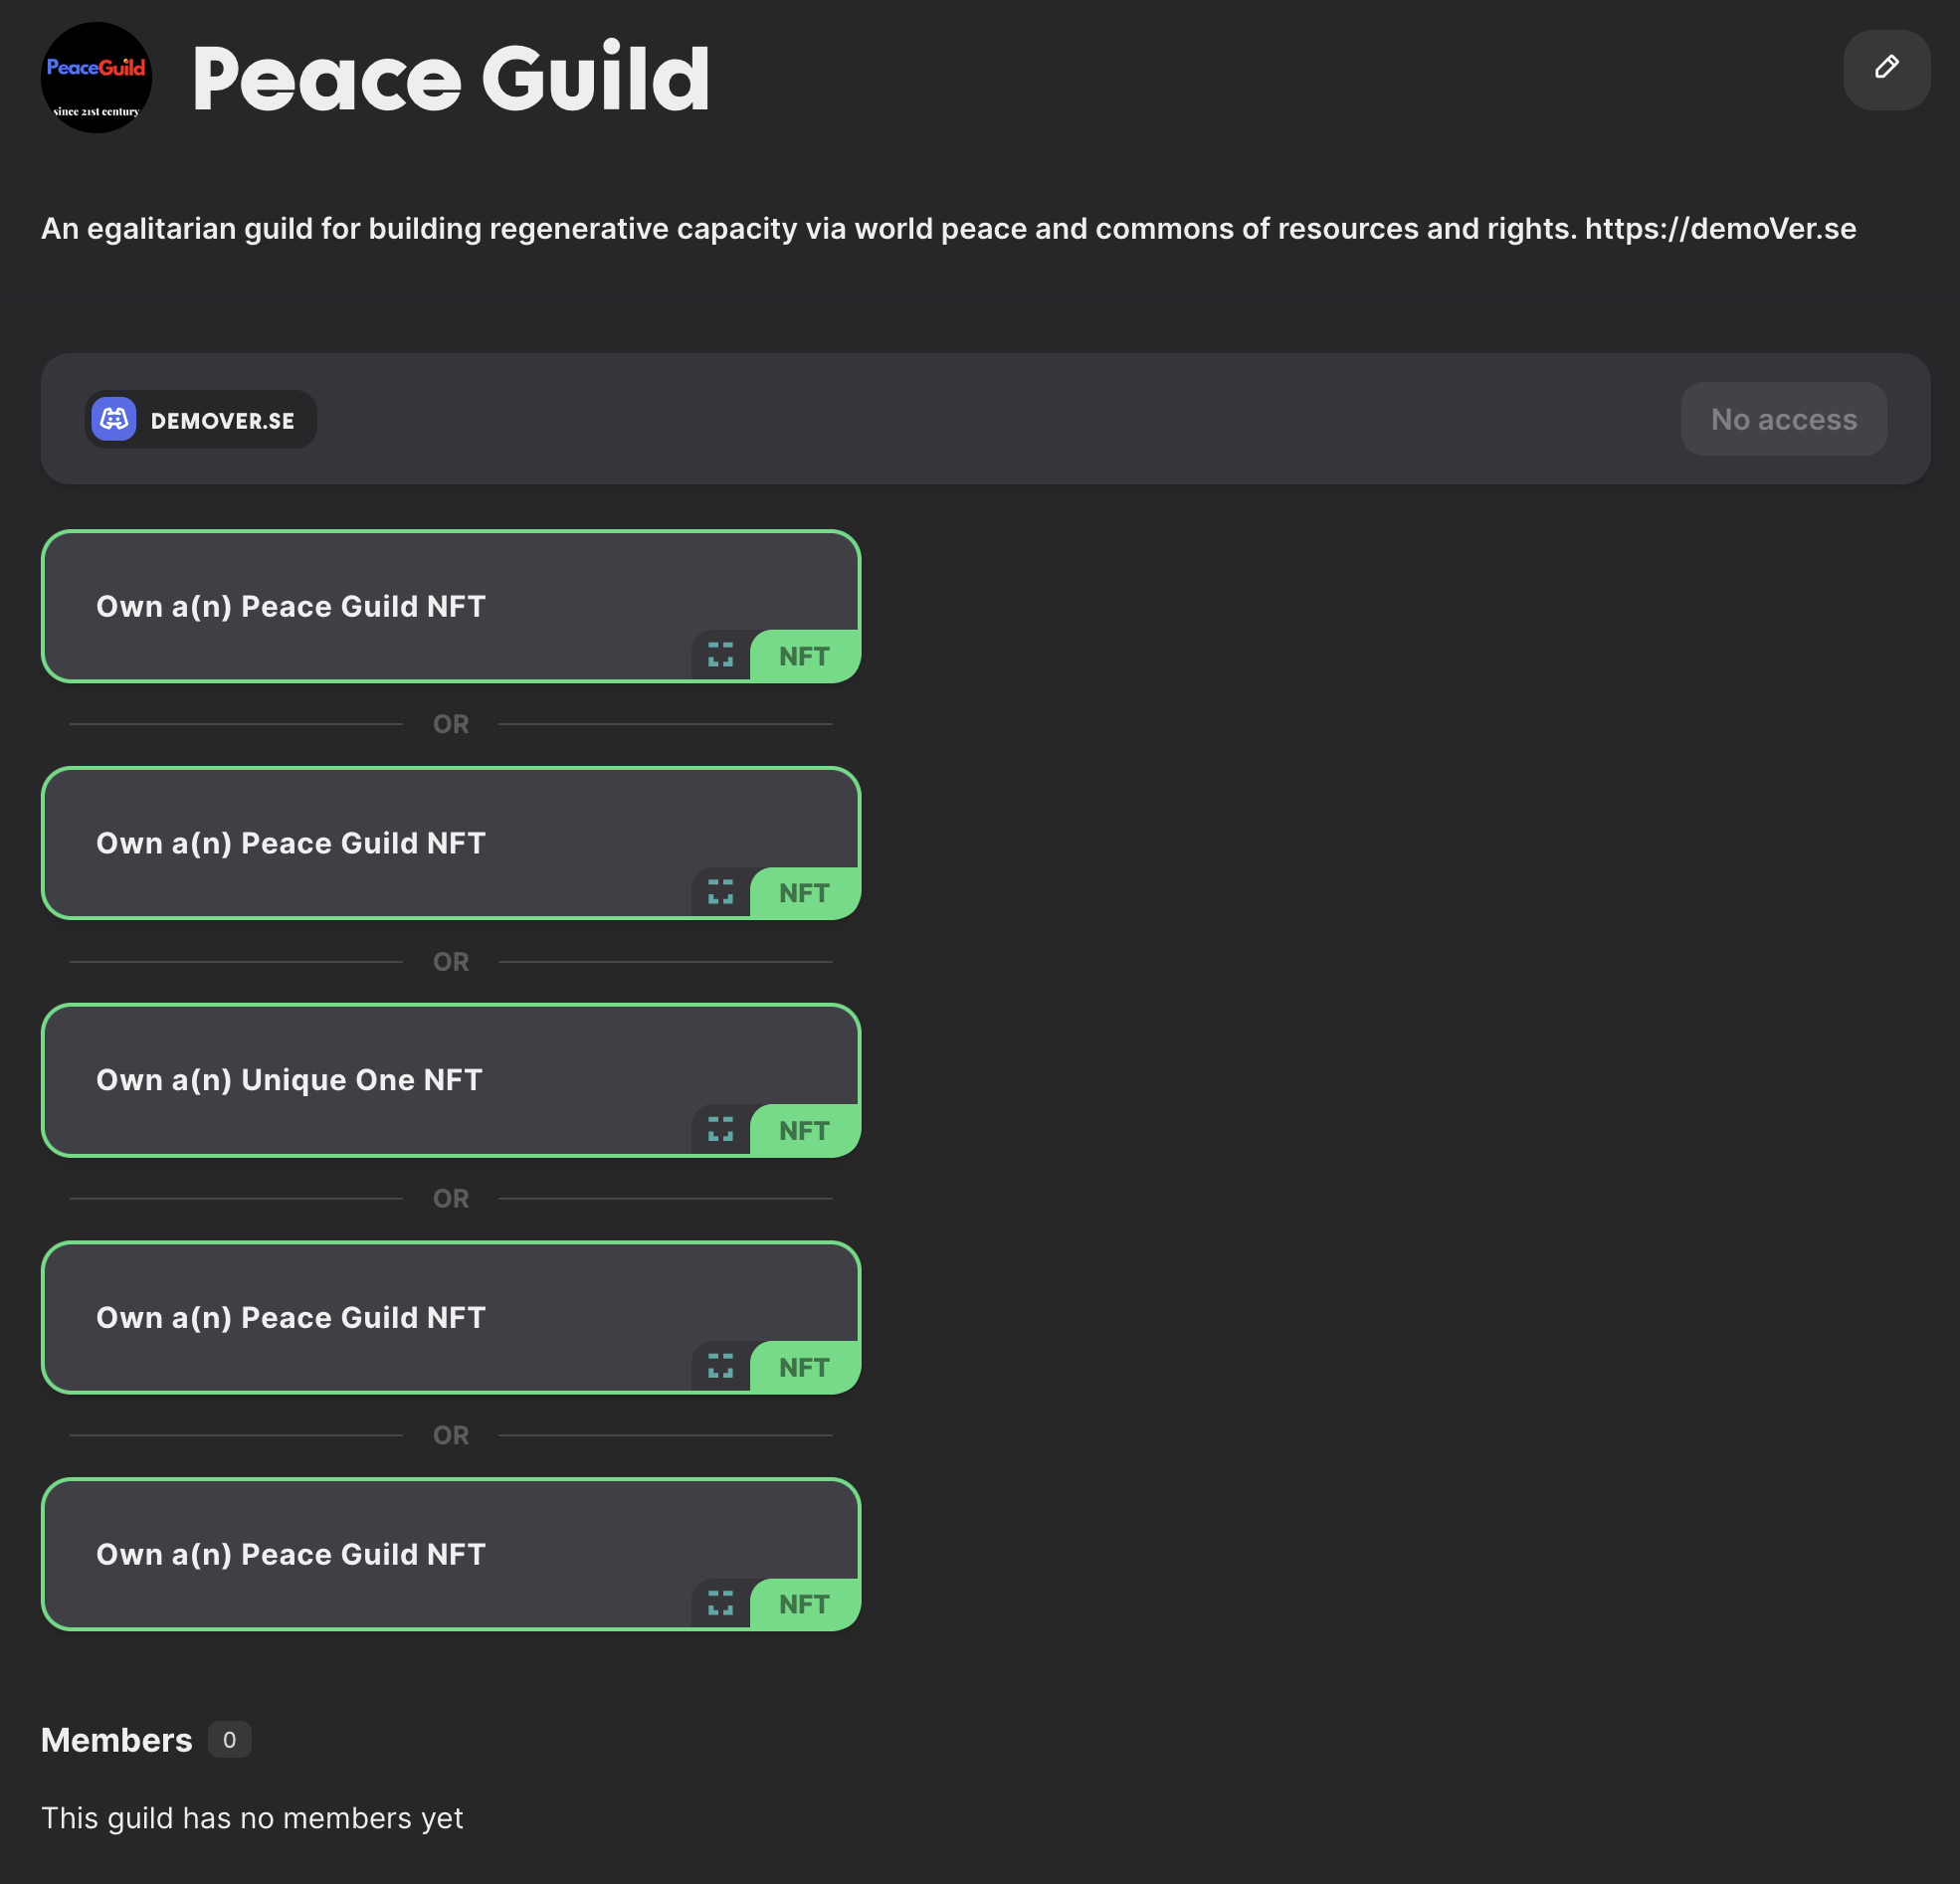 PeaceGuild
since 21st century
Peace Guild
An egalitarian guild for building regenerative capacity via world peace and commons of resources and rights. https://demoVer.se
DEMOVER.SE
No access
Own a(n) Peace Guild NFT
NFT
OR
Own a(n) Peace Guild NFT
NFT
OR
Own a(n) Unique One NFT
NFT
OR
Own a(n) Peace Guild NFT
NFT
OR
Own a(n) Peace Guild NFT
NFT
Members 0
This guild has no members yet